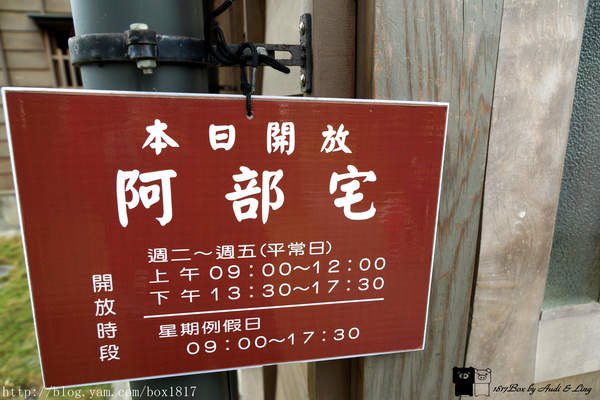 本日開放
阿部宅
開放時段
週二～週五(平常日)
上午09：00～12：00
下午13：30～17：30
星期例假日
09：00～17：30
http://blog.yam.com/box1817
1817Box by Audi & Ling